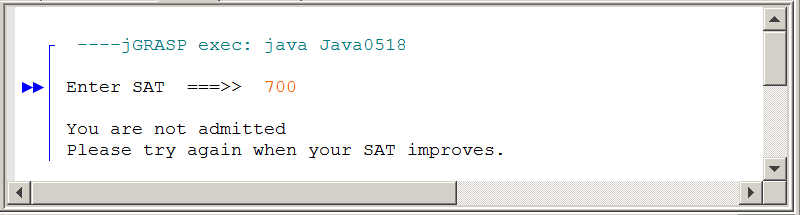 ----jGRASP exec: java Java0518
Enter SAT ===>> 700
You are not admitted
Please try again when your SAT improves.